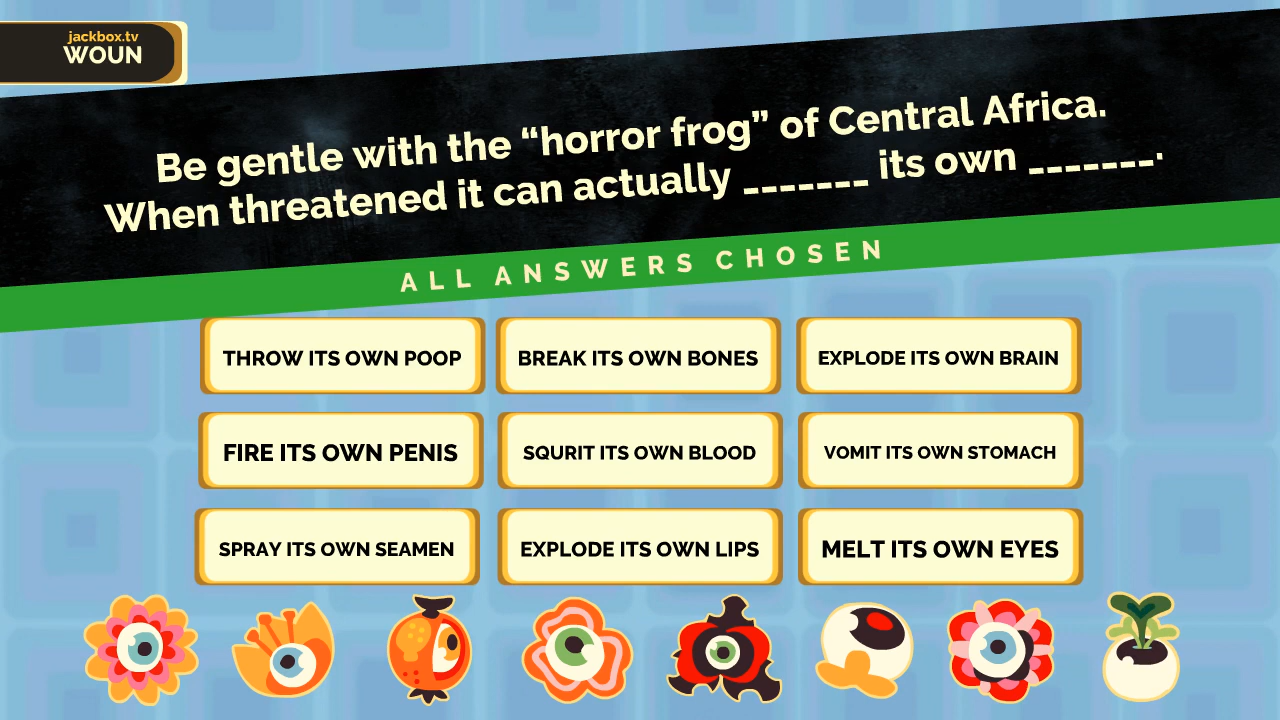 jackbox.tv
WOUN
Be gentle with the “horror frog” of Central Africa.
When threatened it can actually _______ its own _______.
ALL ANSWERS CHOSEN
THROW ITS OWN POOP
BREAK ITS OWN BONES
EXPLODE ITS OWN BRAIN
FIRE ITS OWN PENIS
SQURIT ITS OWN BLOOD
VOMIT ITS OWN STOMACH
SPRAY ITS OWN SEAMEN
EXPLODE ITS OWN LIPS
MELT ITS OWN EYES